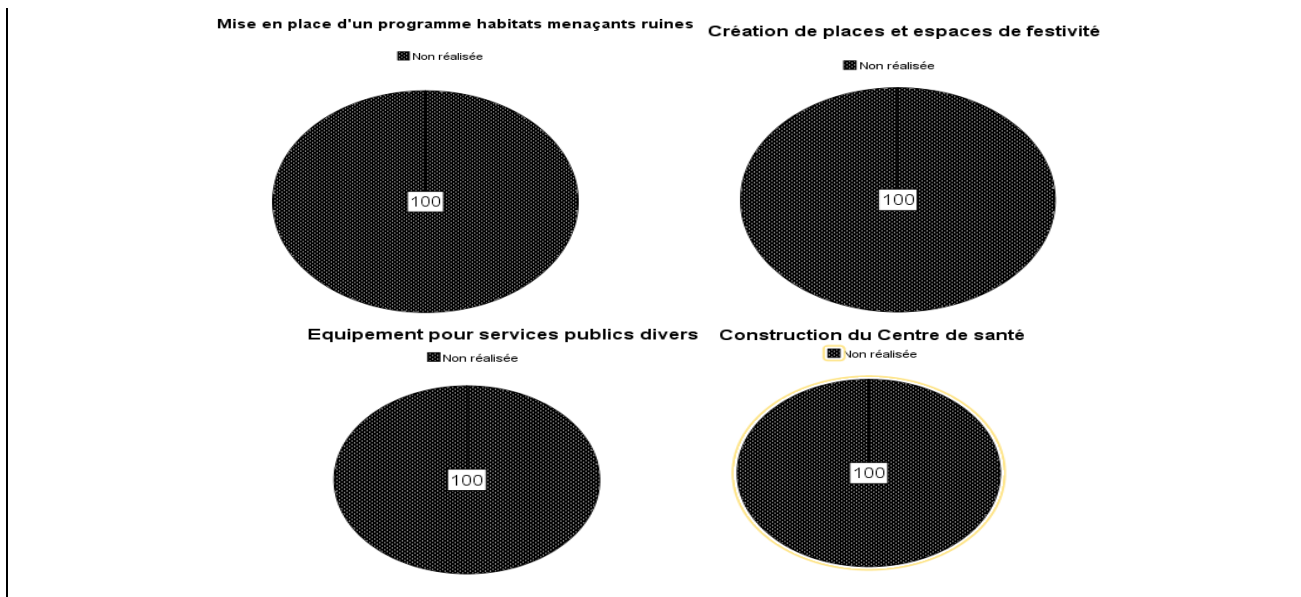 Mise en place d'un programme habitats menaçants ruines
Non réalisée
100
Création de places et espaces de festivité
Non réalisée
100
Equipement pour services publics divers
Non réalisée
100
Construction du Centre de santé
Non réalisée
100